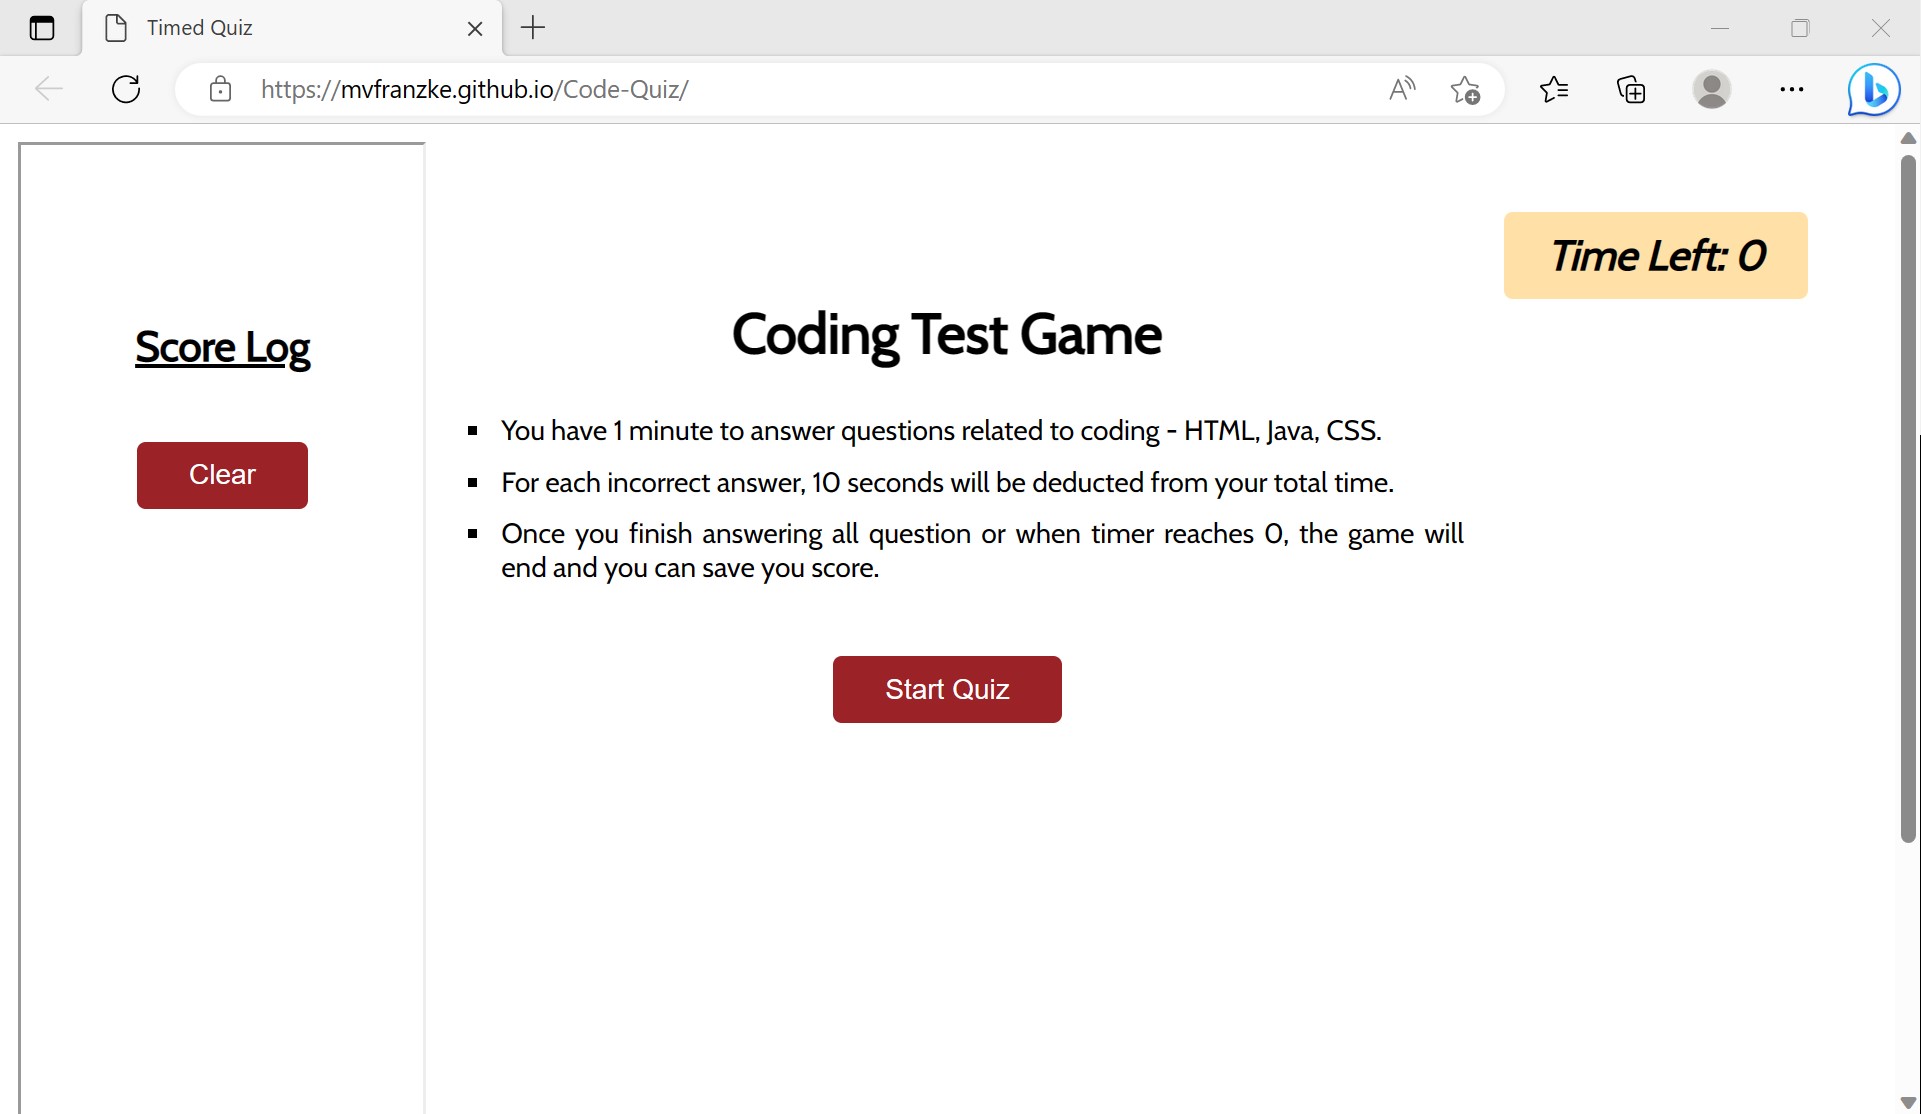 Timed Quiz
https://mvfranzke.github.io/Code-Quiz/
Time Left: 0
Score Log
Clear
Coding Test Game
You have 1 minute to answer questions related to coding - HTML, Java, CSS.
For each incorrect answer, 10 seconds will be deducted from your total time.
Once you finish answering all question or when timer reaches 0, the game will
end and you can save you score.
Start Quiz